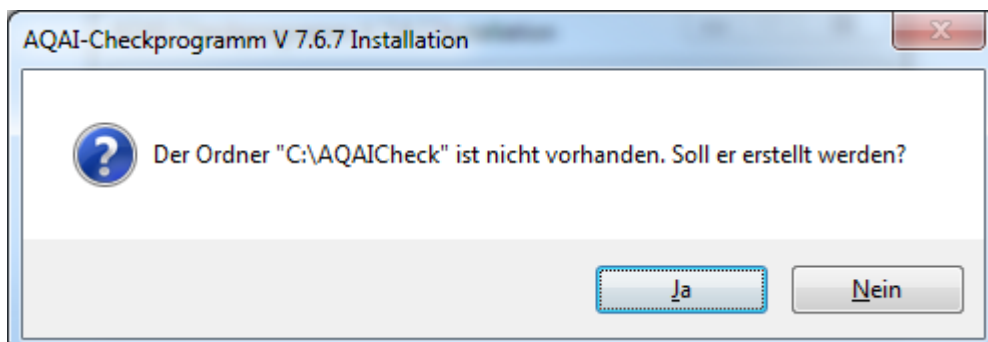 AQAI-Checkprogramm V 7.6.7 Installation
Der Ordner "C:\AQAICheck" ist nicht vorhanden. Soll er erstellt werden?
Ja
Nein